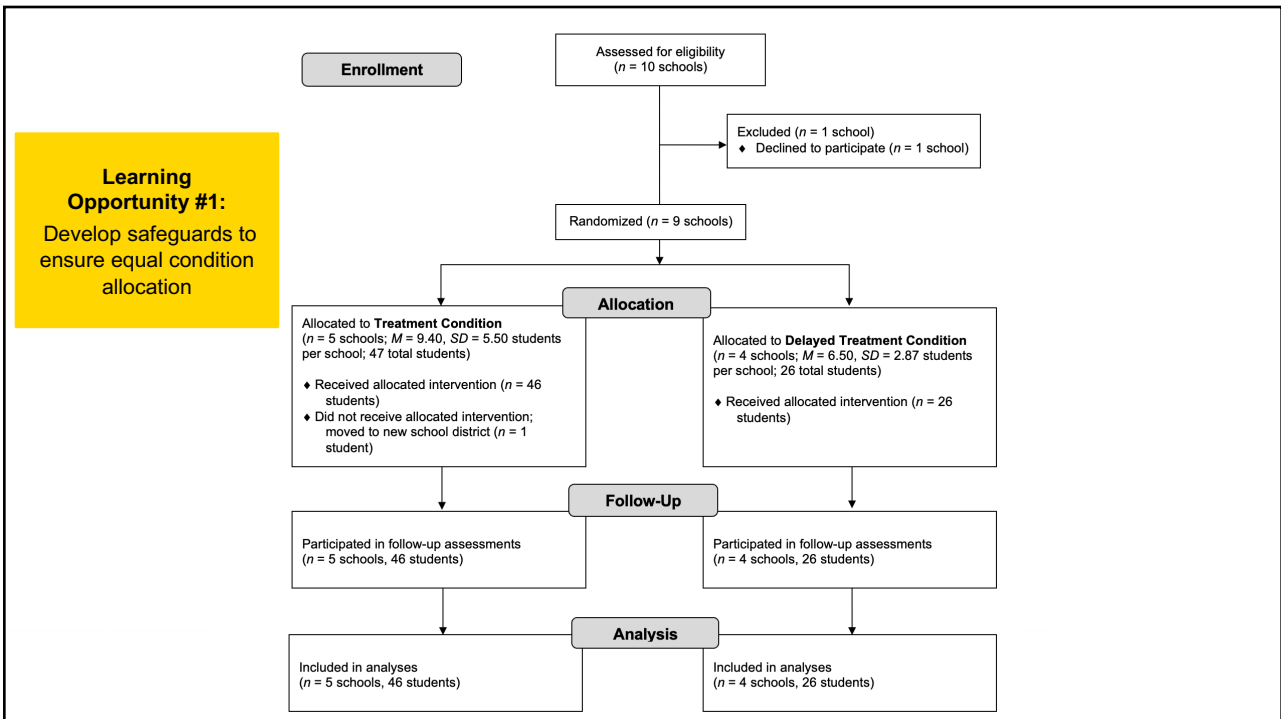 Enrollment
Assessed for eligibility
(n = 10 schools)
Excluded (n = 1 school)
♦ Declined to participate (n = 1 school)
Learning
Opportunity #1:
Develop safeguards to
ensure equal condition
allocation
Randomized (n = 9 schools)
Allocation
Allocated to Treatment Condition
(n = 5 schools; M = 9.40, SD = 5.50 students
per school; 47 total students)
♦ Received allocated intervention (n = 46
students)
♦ Did not receive allocated intervention;
moved to new school district (n = 1
student)
Allocated to Delayed Treatment Condition
(n = 4 schools; M = 6.50, SD = 2.87 students
per school; 26 total students)
♦ Received allocated intervention (n = 26
students)
Follow-Up
Participated in follow-up assessments
(n = 5 schools, 46 students)
Participated in follow-up assessments
(n = 4 schools, 26 students)
Analysis
Included in analyses
(n = 5 schools, 46 students)
Included in analyses
(n = 4 schools, 26 students)